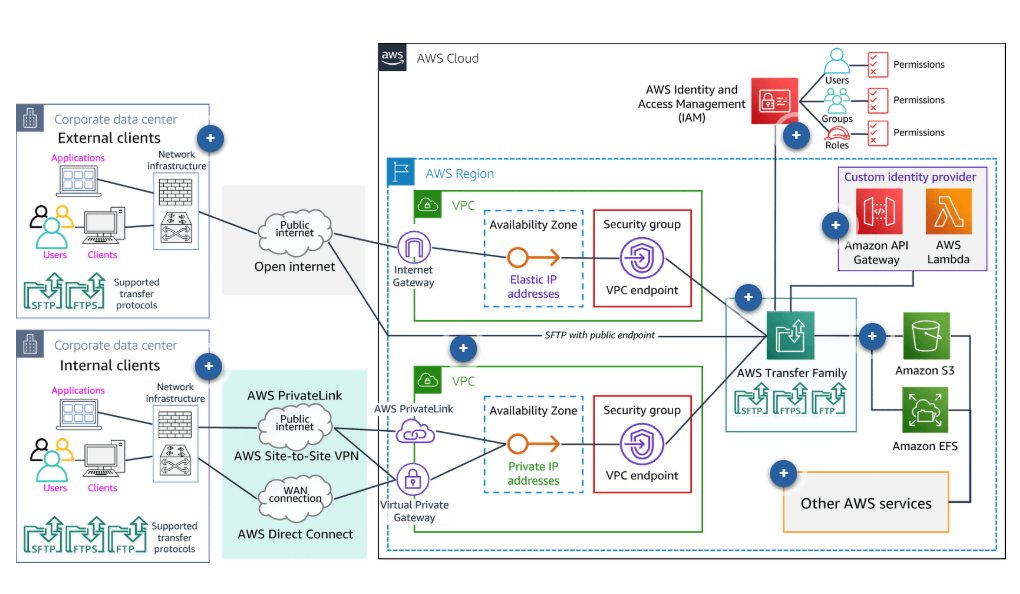 aws
AWS Cloud
AWS Identity and
Access Management
(IAM)
Users
Permissions
Groups
Permissions
Roles
Permissions
Corporate data center
External clients
Applications
Network
infrastructure
Users
Clients
SFTP
FTPS
Supported
transfer
protocols
Public
internet
Open internet
AWS Region
VPC
Internet
Gateway
Availability Zone
Elastic IP
addresses
Security group
VPC endpoint
Custom identity provider
Amazon API
Gateway
AWS
Lambda
SFTP with public endpoint
AWS Transfer Family
SFTP
FTPS
FTP
Amazon S3
Amazon EFS
Other AWS services
Corporate data center
Internal clients
Applications
Network
infrastructure
Users
Clients
SFTP
FTPS
FTP
Supported
transfer
protocols
AWS PrivateLink
Public
internet
AWS Site-to-Site VPN
WAN
connection
AWS Direct Connect
VPC
AWS PrivateLink
Virtual Private
Gateway
Availability Zone
Private IP
addresses
Security group
VPC endpoint